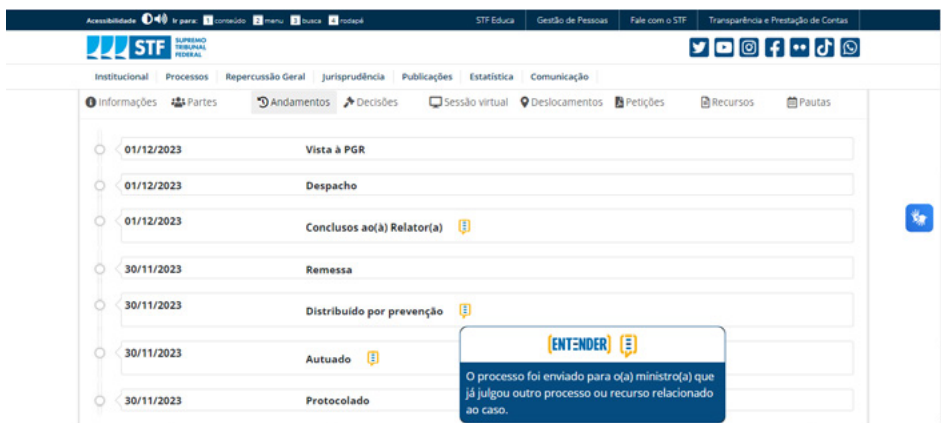 Acessibilidade Ir para: 1 conteúdo 2 menu 3 busca 4 rodapé STF Educa Gestão de Pessoas Fale com o STF Transparência e Prestação de Contas
STF SUPREMO TRIBUNAL FEDERAL
Institucional Processos Repercussão Geral Jurisprudência Publicações Estatística Comunicação
Informações Partes Andamentos Decisões Sessão virtual Deslocamentos Petições Recursos Pautas
01/12/2023 Vista à PGR
01/12/2023 Despacho
01/12/2023 Conclusos ao(à) Relator(a)
30/11/2023 Remessa
30/11/2023 Distribuído por prevenção
[ENTENDER]
30/11/2023 Autuado
O processo foi enviado para o(a) ministro(a) que
já julgou outro processo ou recurso relacionado
ao caso.
30/11/2023 Protocolado